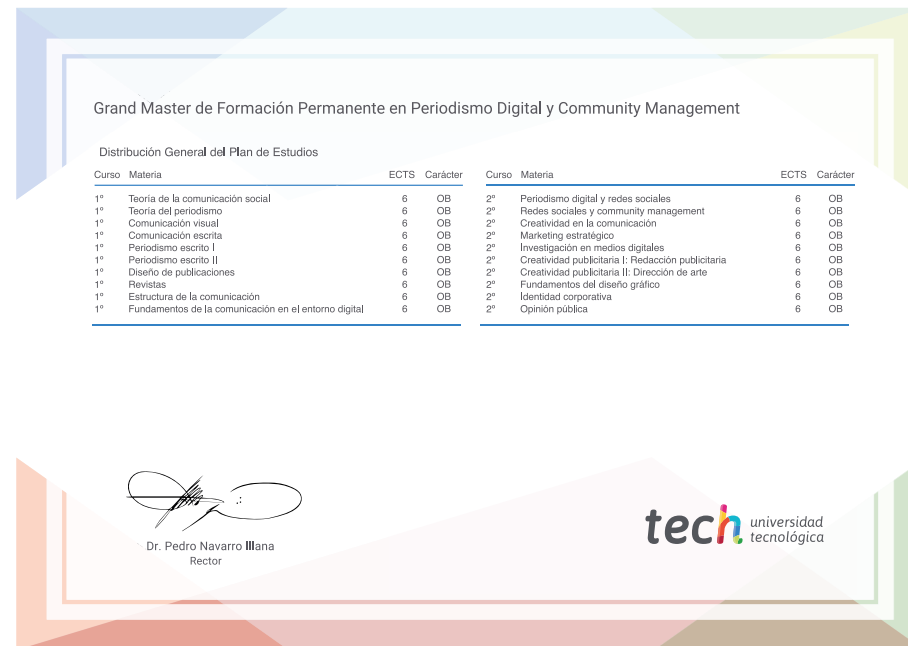 Grand Master de Formación Permanente en Periodismo Digital y Community Management
Distribución General del Plan de Estudios
Curso Materia ECTS Carácter
1º Teoría de la comunicación social 6 OB
1º Teoría del periodismo 6 OB
1º Comunicación visual 6 OB
1º Comunicación escrita 6 OB
1º Periodismo escrito I 6 OB
1º Periodismo escrito II 6 OB
1º Diseño de publicaciones 6 OB
1º Revistas 6 OB
1º Estructura de la comunicación 6 OB
1º Fundamentos de la comunicación en el entorno digital 6 OB
Curso Materia ECTS Carácter
2º Periodismo digital y redes sociales 6 OB
2º Redes sociales y community management 6 OB
2º Creatividad en la comunicación 6 OB
2º Marketing estratégico 6 OB
2º Investigación en medios digitales 6 OB
2º Creatividad publicitaria I: Redacción publicitaria 6 OB
2º Creatividad publicitaria II: Dirección de arte 6 OB
2º Fundamentos del diseño gráfico 6 OB
2º Identidad corporativa 6 OB
2º Opinión pública 6 OB
Dr. Pedro Navarro Illana
Rector
tech universidad
tecnológica